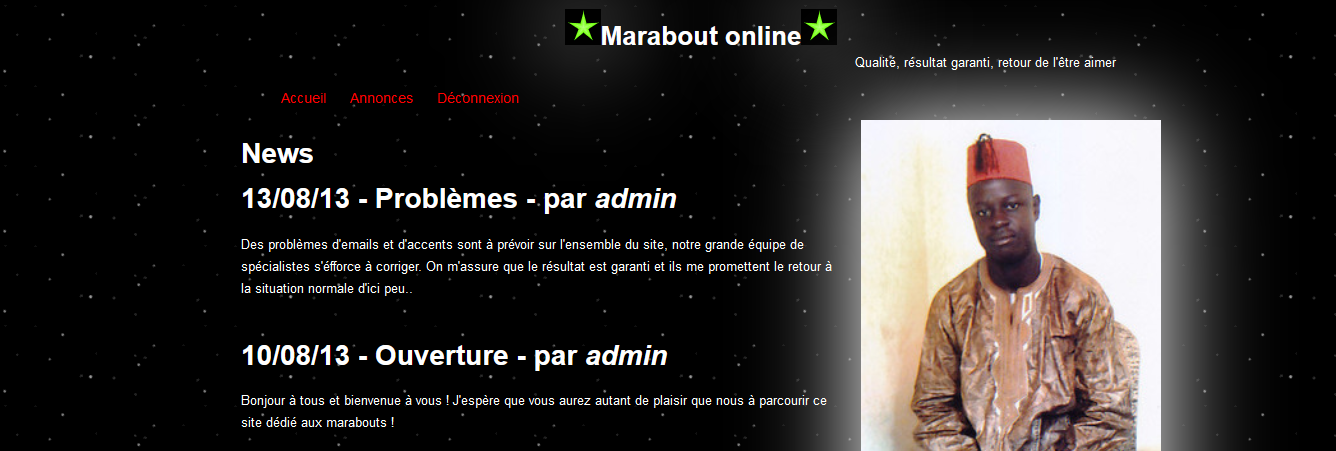 Marabout online
Qualité, résultat garanti, retour de l'être aimer
Accueil Annonces Déconnexion
News
13/08/13 - Problèmes - par admin
Des problèmes d'emails et d'accents sont à prévoir sur l'ensemble du site, notre grande équipe de
spécialistes s'éfforce à corriger. On m'assure que le résultat est garanti et ils me promettent le retour à
la situation normale d'ici peu..
10/08/13 - Ouverture - par admin
Bonjour à tous et bienvenue à vous ! J'espère que vous aurez autant de plaisir que nous à parcourir ce
site dédié aux marabouts !